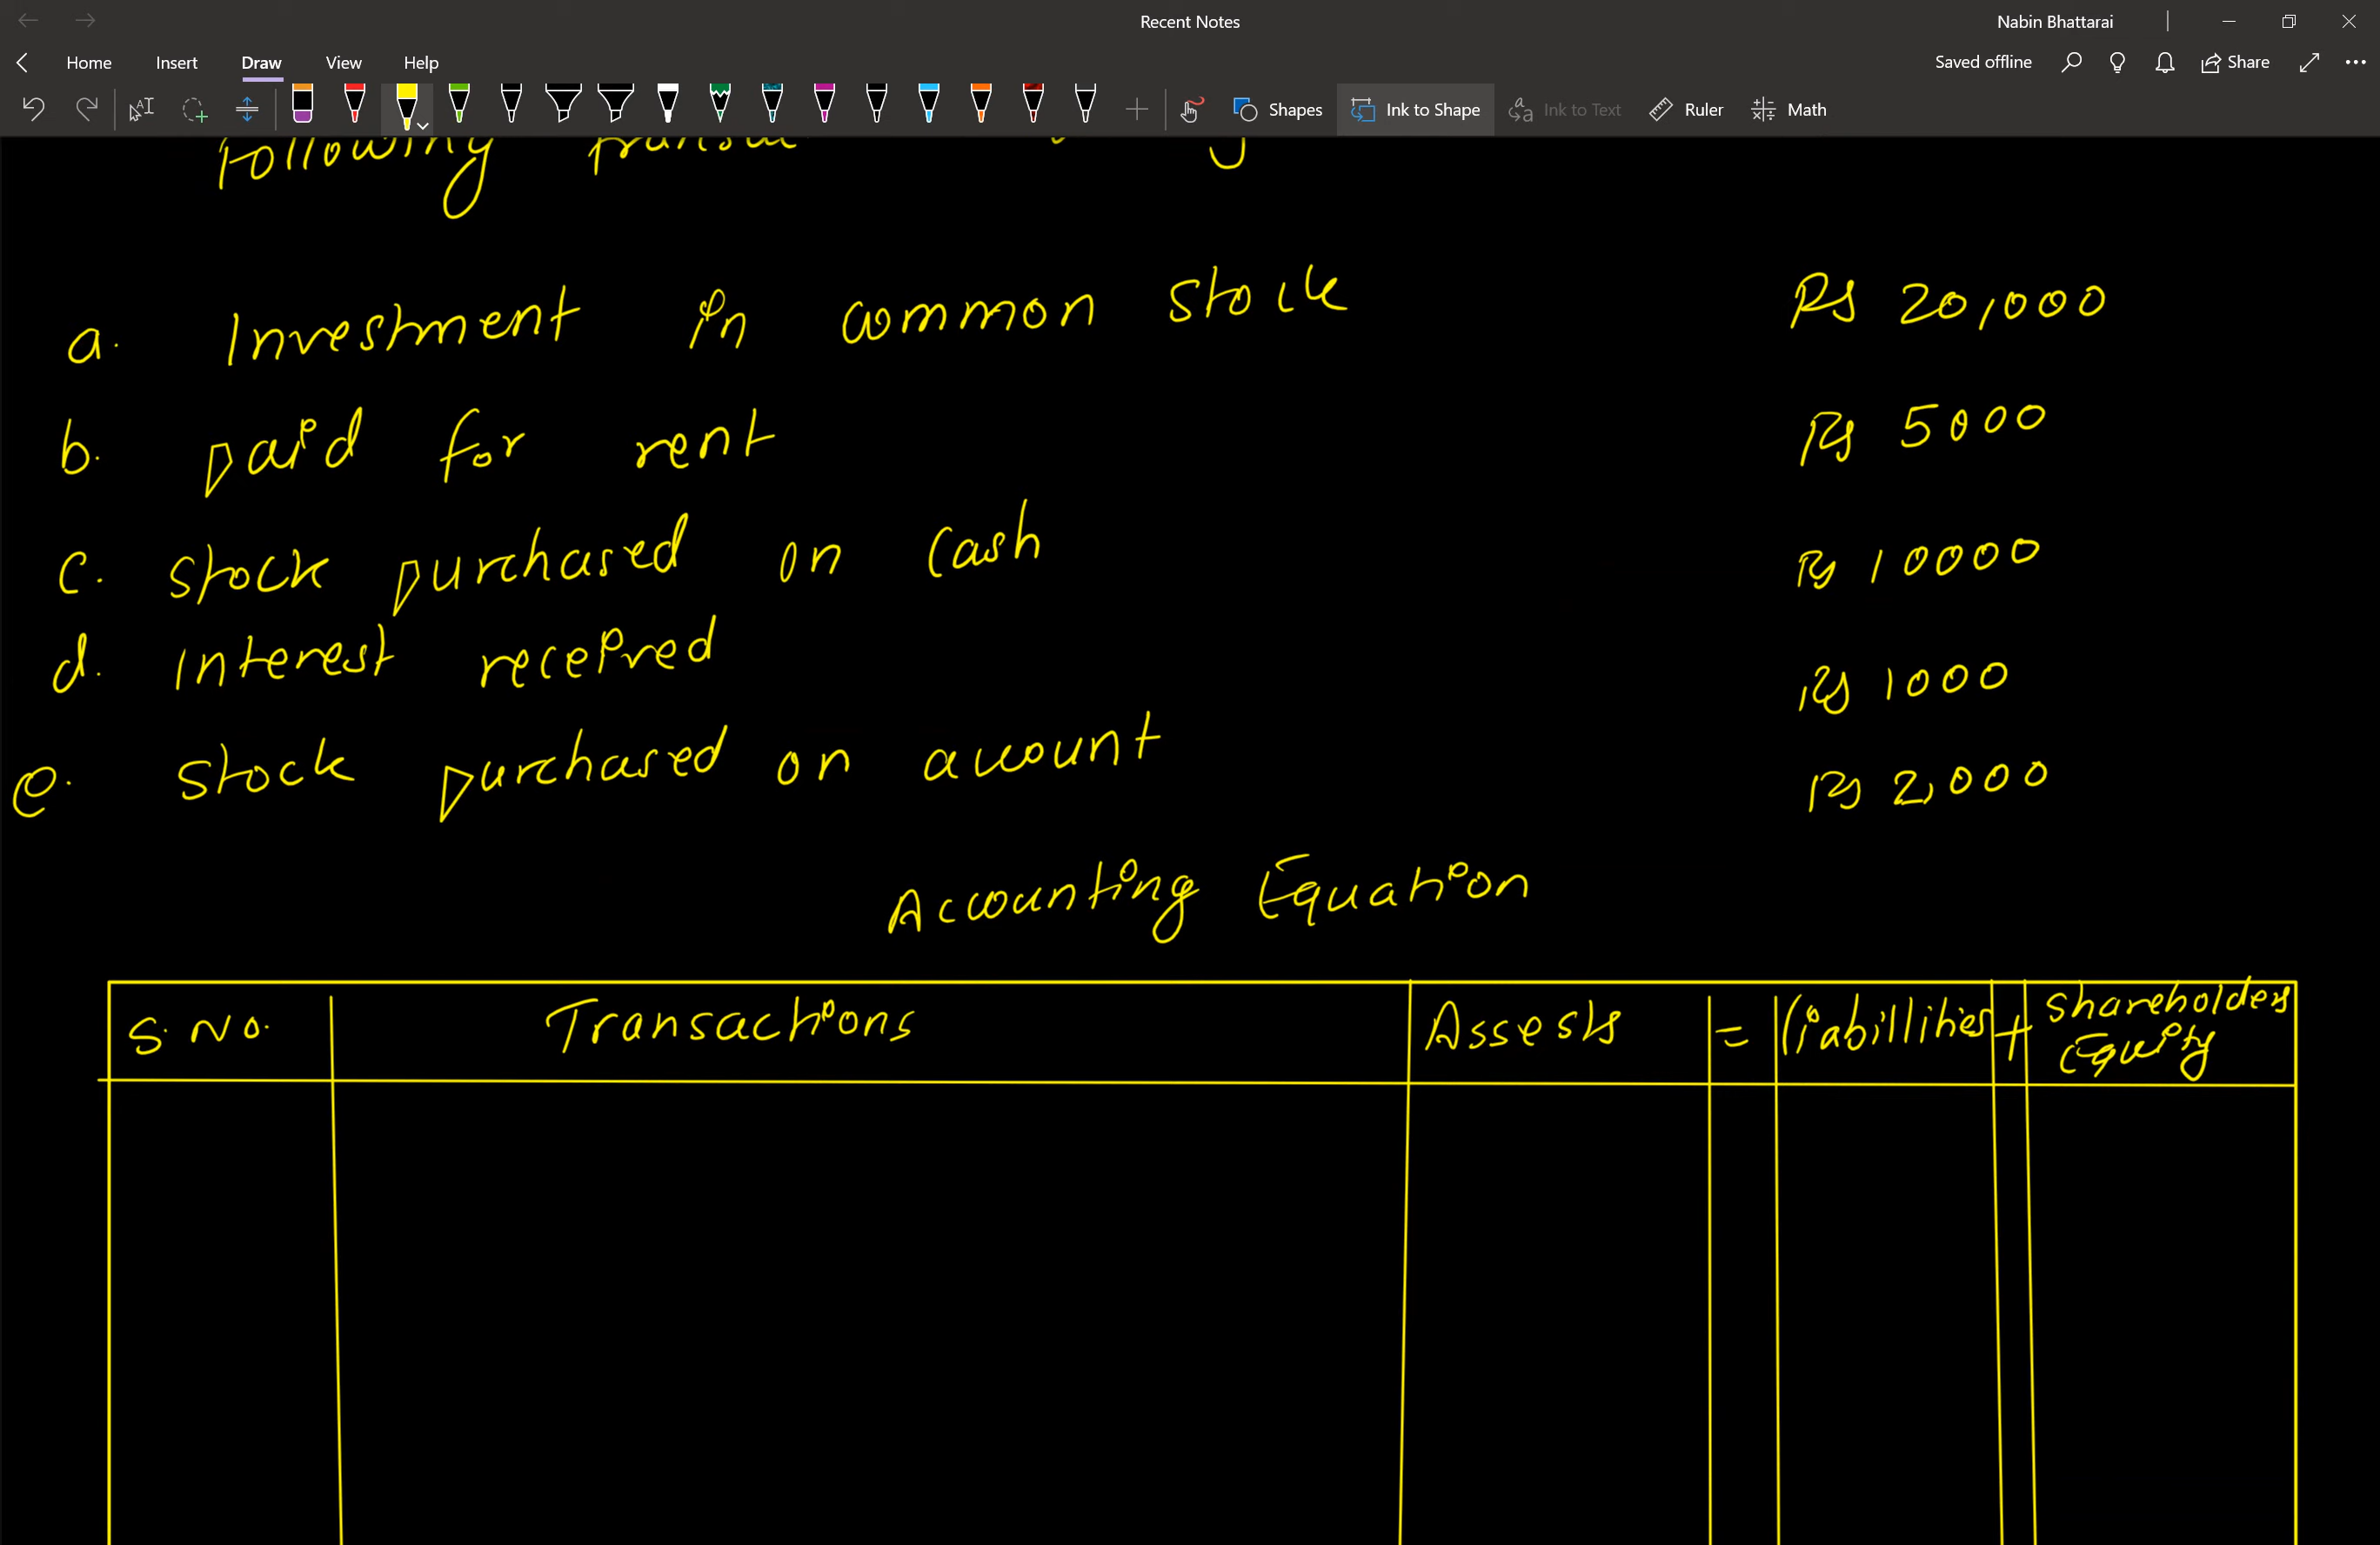 Recent Notes
Nabin Bhattarai
Home Insert Draw View Help
Saved offline Share
Shapes Ink to Shape Ink to Text Ruler Math
Following
a. Investment in common stock Rs 20,000
b. paid for rent Rs 5000
c. stock purchased on cash Rs 10000
d. interest received Rs 1000
e. stock purchased on account Rs 2,000
Accounting Equation
S. No. Transactions Assests = liabillities + shareholders
Equity